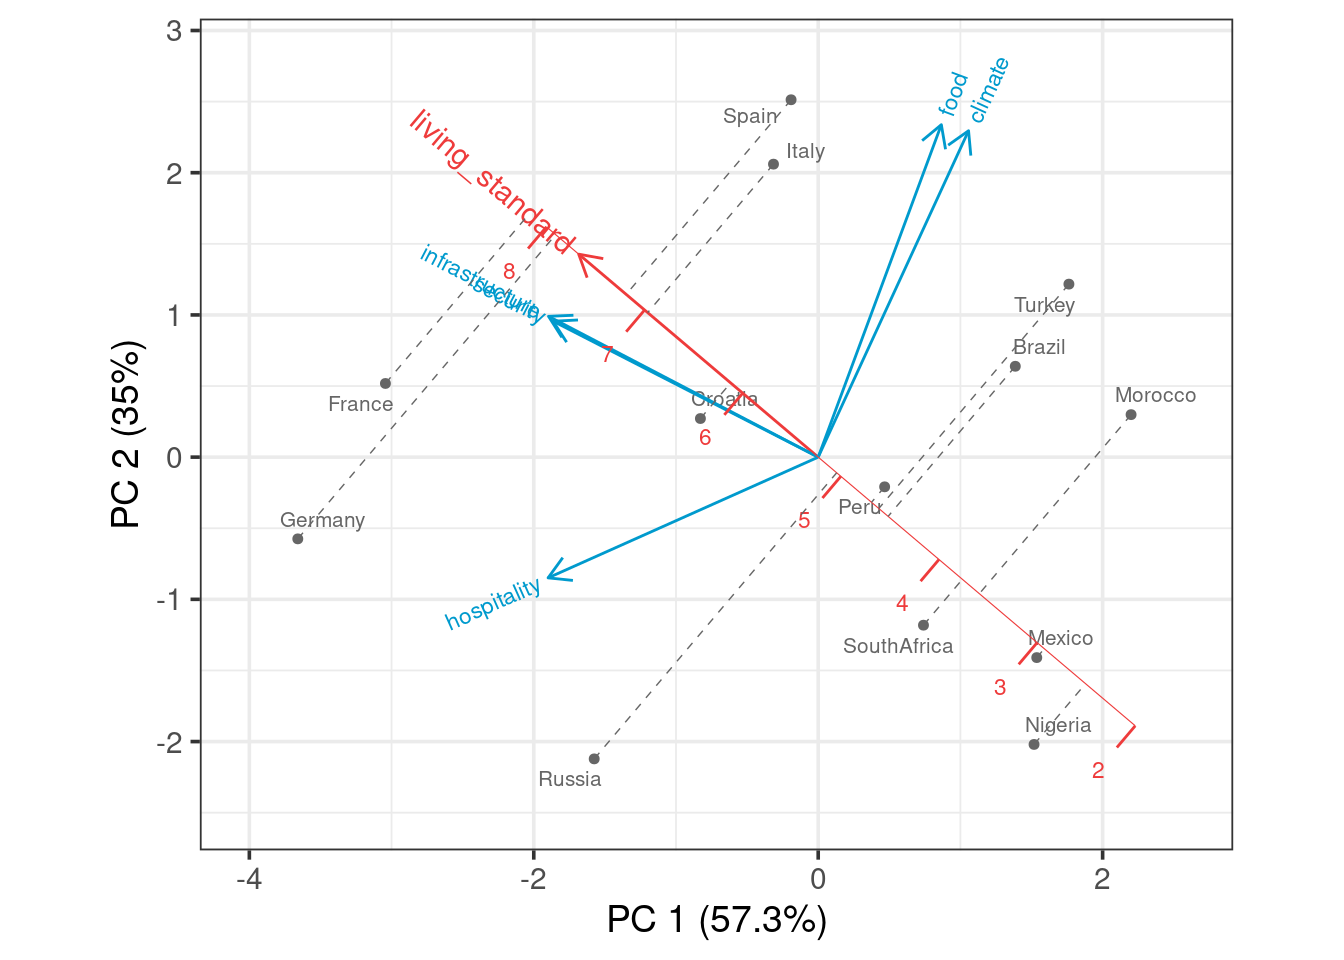 3
2
1
0
-1
-2
PC 2 (35%)
-4
-2
0
2
PC 1 (57.3%)
food
climate
Spain
Italy
living_standard
infrastructure
security
8
7
6
5
4
3
2
Turkey
Brazil
Morocco
France
Croatia
Peru
Germany
hospitality
SouthAfrica
Mexico
Nigeria
Russia